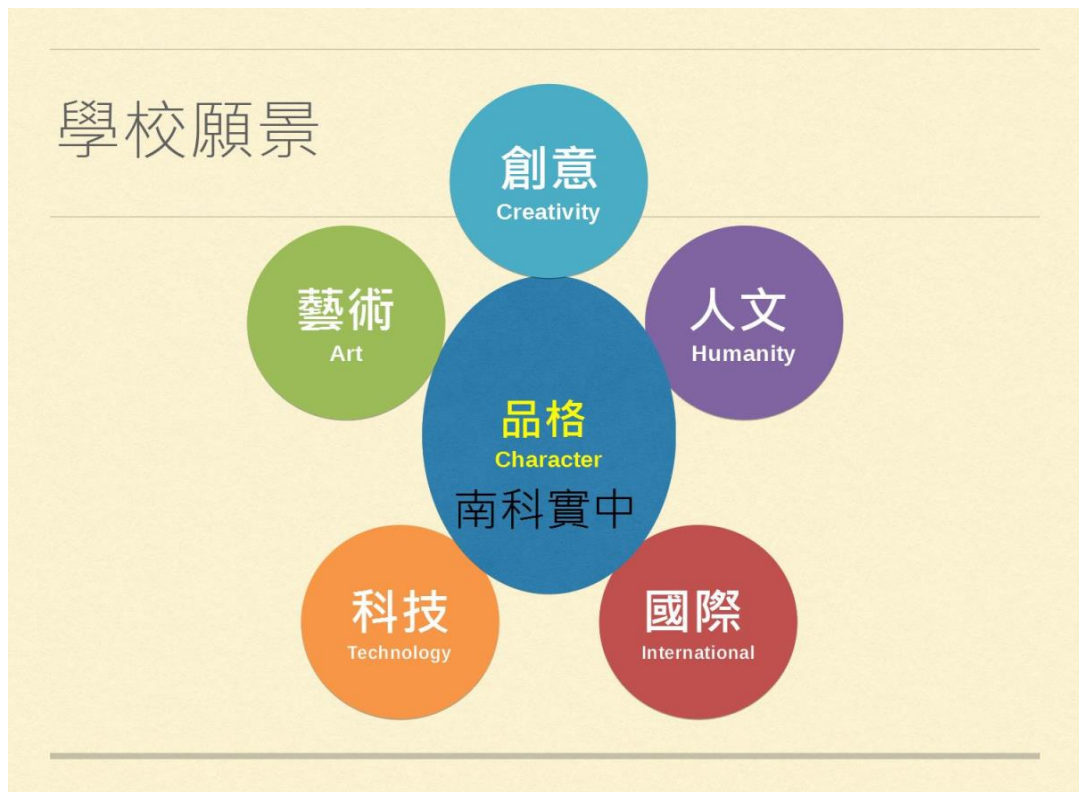 學校願景
創意
Creativity
藝術
Art
人文
Humanity
品格
Character
南科實中
科技
Technology
國際
International